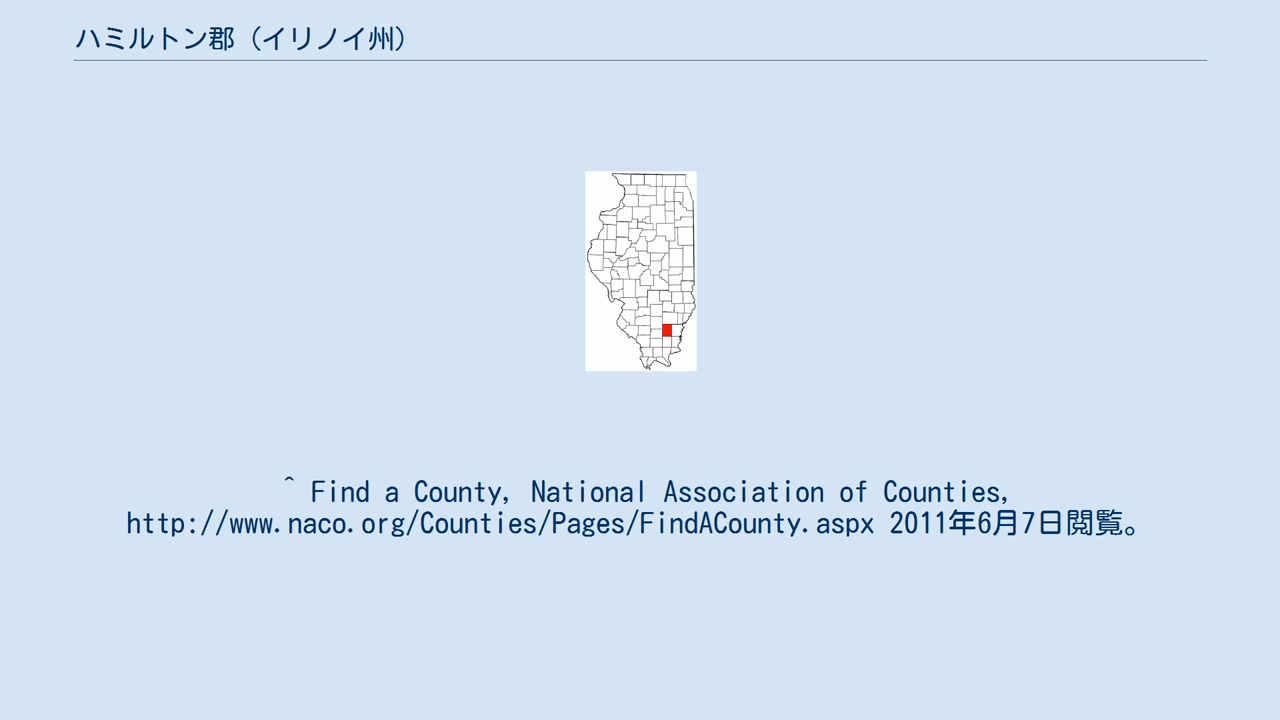 ハミルトン郡（イリノイ州）
^ Find a County, National Association of Counties,
http://www.naco.org/Counties/Pages/FindACounty.aspx 2011年6月7日閲覧。